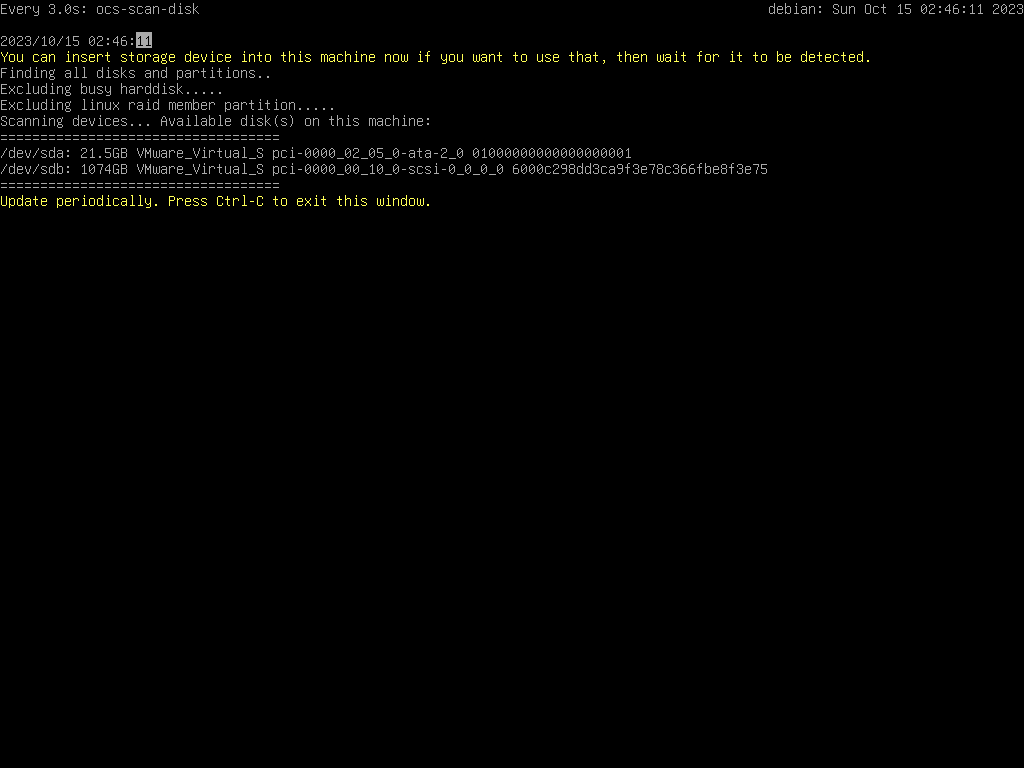 Every 3.0s: ocs-scan-disk debian: Sun Oct 15 02:46:11 2023
2023/10/15 02:46:11
You can insert storage device into this machine now if you want to use that, then wait for it to be detected.
Finding all disks and partitions..
Excluding busy harddisk.....
Excluding linux raid member partition.....
Scanning devices... Available disk(s) on this machine:
===================================
/dev/sda: 21.5GB VMware_Virtual_S pci-0000_02_05_0-ata-2_0 01000000000000000001
/dev/sdb: 1074GB VMware_Virtual_S pci-0000_00_10_0-scsi-0_0_0_0 6000c298dd3ca9f3e78c366fbe8f3e75
===================================
Update periodically. Press Ctrl-C to exit this window.